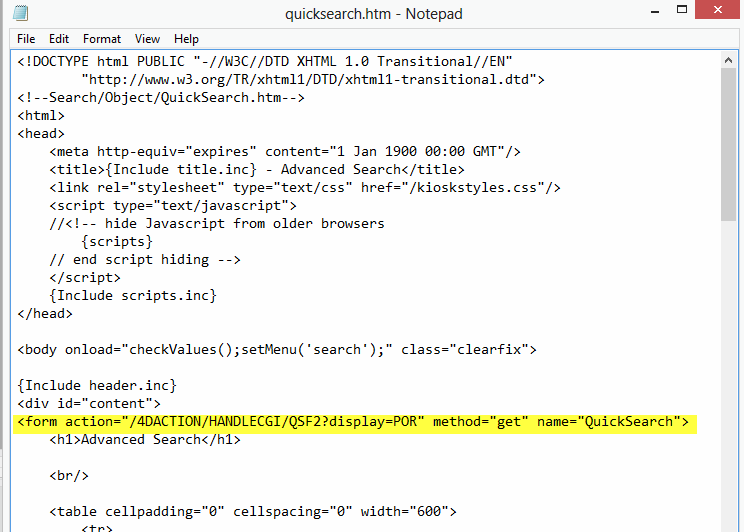 quicksearch.htm - Notepad
File Edit Format View Help
<!DOCTYPE html PUBLIC "-//W3C//DTD XHTML 1.0 Transitional//EN"
"http://www.w3.org/TR/xhtml1/DTD/xhtml1-transitional.dtd">
<!--Search/Object/QuickSearch.htm-->
<html>
<head>
<meta http-equiv="expires" content="1 Jan 1900 00:00 GMT"/>
<title>{Include title.inc} - Advanced Search</title>
<link rel="stylesheet" type="text/css" href="/kioskstyles.css"/>
<script type="text/javascript">
//<!-- hide Javascript from older browsers
{scripts}
// end script hiding -->
</script>
{Include scripts.inc}
</head>
<body onload="checkValues();setMenu('search');" class="clearfix">
{Include header.inc}
<div id="content">
<form action="/4DACTION/HANDLECGI/QSF2?display=POR" method="get" name="QuickSearch">
<h1>Advanced Search</h1>
<br/>
<table cellpadding="0" cellspacing="0" width="600">
<tr>